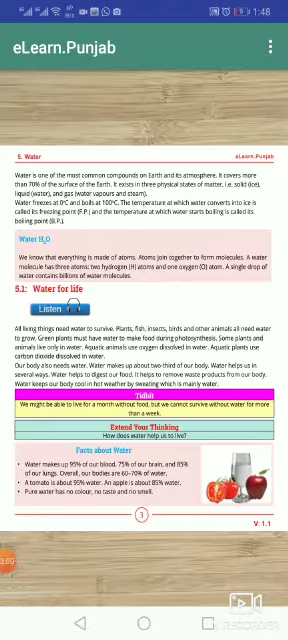 1:48
eLearn.Punjab
5. Water
eLearn.Punjab
Water is one of the most common compounds on Earth and its atmosphere. It covers more
than 70% of the surface of the Earth. It exists in three physical states of matter, i.e. solid (ice),
liquid (water), and gas (water vapours and steam).
Water freezes at 0⁰C and boils at 100⁰C. The temperature at which water converts into ice is
called its freezing point (F.P.) and the temperature at which water starts boiling is called its
boiling point (B.P.).
Water H₂O
We know that everything is made of atoms. Atoms join together to form molecules. A water
molecule has three atoms: two hydrogen (H) atoms and one oxygen (O) atom. A single drop of
water contains billions of water molecules.
5.1: Water for life
Listen
All living things need water to survive. Plants, fish, insects, birds and other animals all need water
to grow. Green plants must have water to make food during photosynthesis. Some plants and
animals live only in water. Aquatic animals use oxygen dissolved in water. Aquatic plants use
carbon dioxide dissolved in water.
Our body also needs water. Water makes up about two-third of our body. Water helps us in
several ways. Water helps to digest our food. It helps to remove waste products from our body.
Water keeps our body cool in hot weather by sweating which is mainly water.
Tidbit
We might be able to live for a month without food, but we cannot survive without water for more
than a week.
Extend Your Thinking
How does water help us to live?
Facts about Water
• Water makes up 95% of our blood, 75% of our brain, and 85%
of our lungs. Overall, our bodies are 60–70% of water.
• A tomato is about 95% water. An apple is about 85% water.
• Pure water has no colour, no taste and no smell.
3
V: 1.1
RECORDER